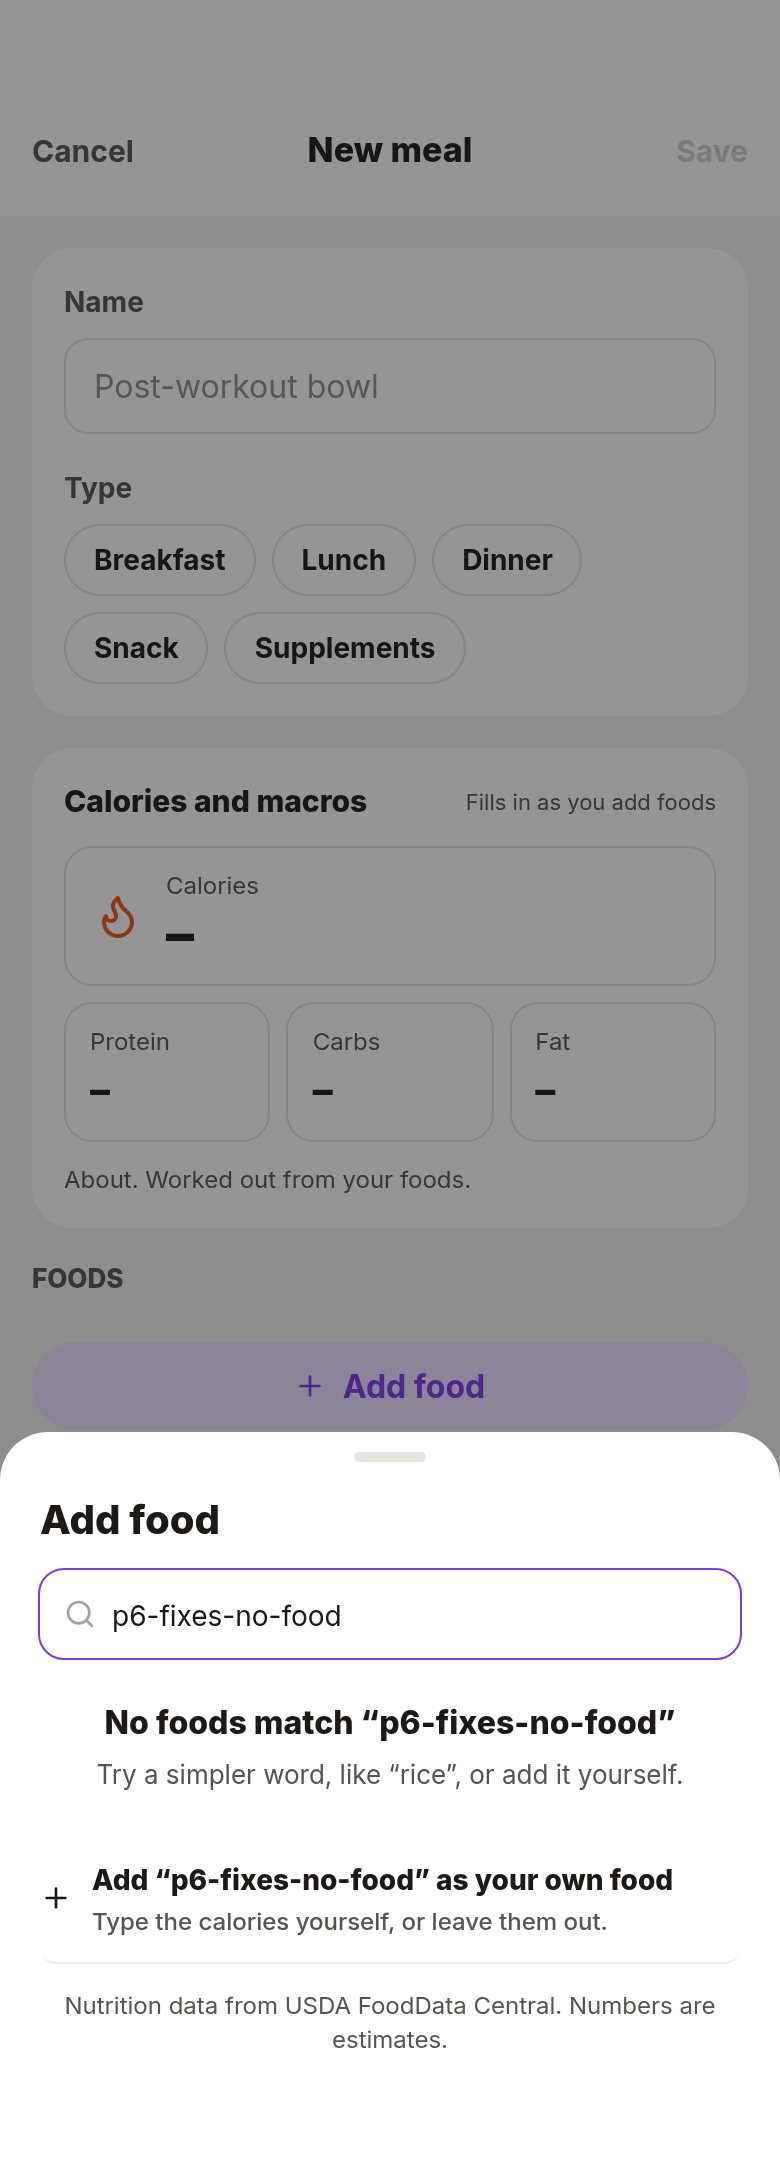 Cancel
New meal
Save
Name
Post-workout bowl
Type
Breakfast
Lunch
Dinner
Snack
Supplements
Calories and macros
Fills in as you add foods
Calories
–
Protein
Carbs
Fat
–
–
–
About. Worked out from your foods.
FOODS
+ Add food
Add food
p6-fixes-no-food
No foods match “p6-fixes-no-food”
Try a simpler word, like “rice”, or add it yourself.
+ Add “p6-fixes-no-food” as your own food
Type the calories yourself, or leave them out.
Nutrition data from USDA FoodData Central. Numbers are
estimates.